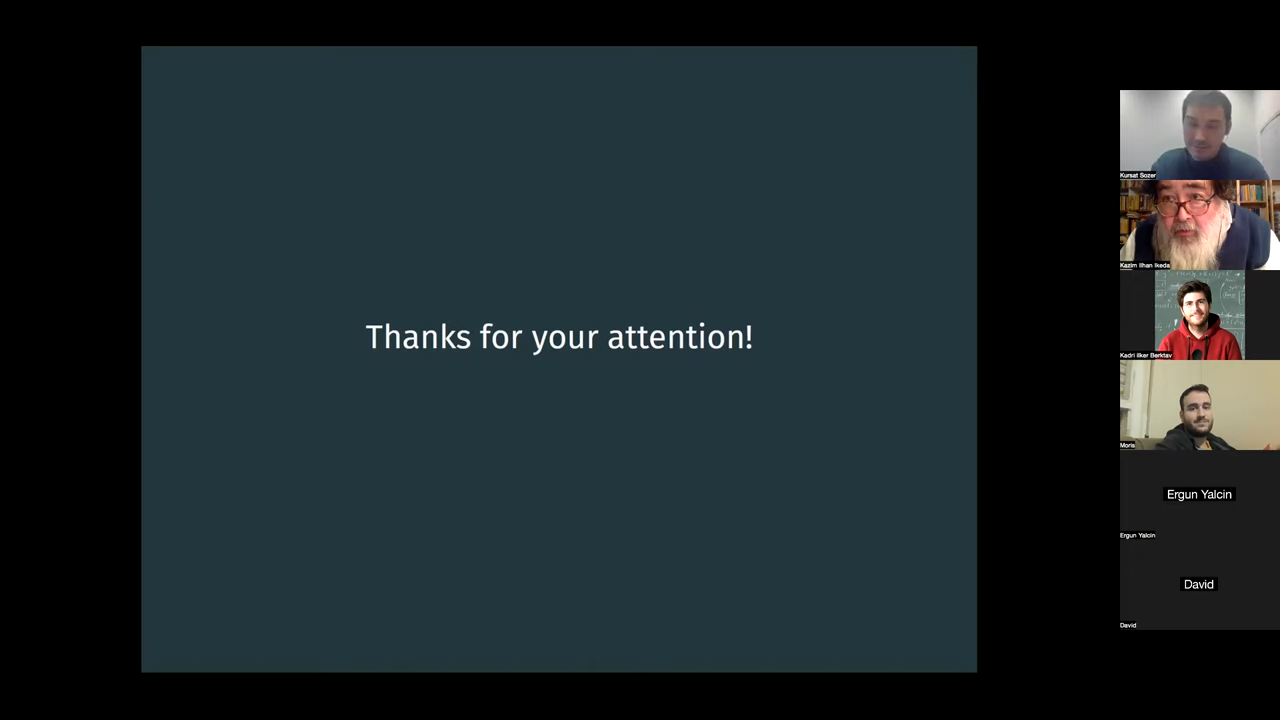 Thanks for your attention!
Kursat Sozer
Kazim Ilhan Ikeda
Kadri ilker Berktav
Moris
Ergun Yalcin
Ergun Yalcin
David
David